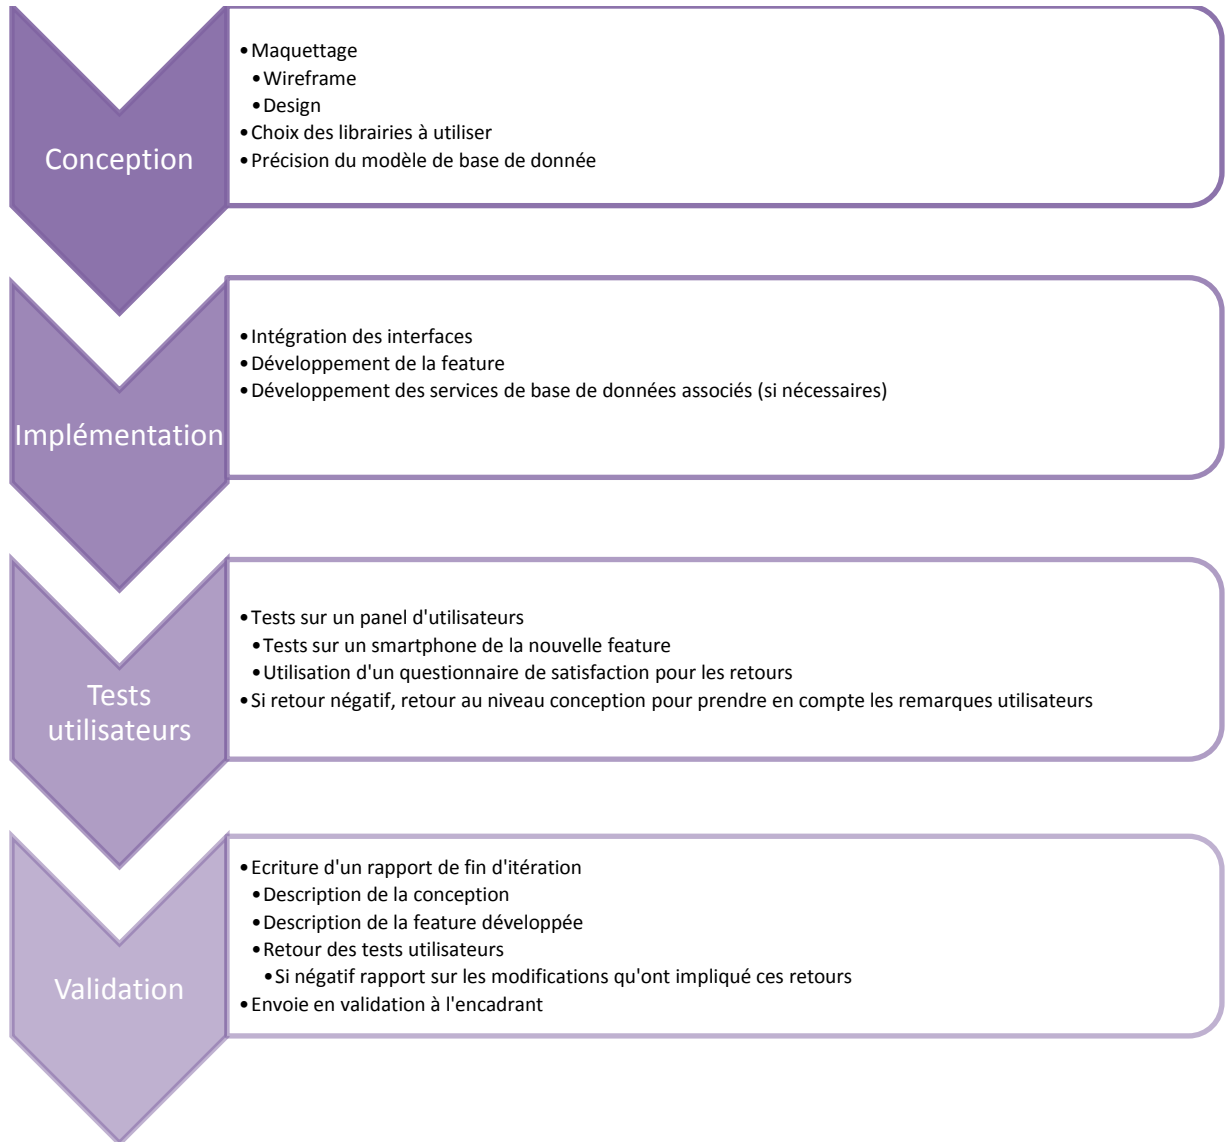 Conception
•Maquettage
•Wireframe
•Design
•Choix des librairies à utiliser
•Précision du modèle de base de donnée
Implémentation
•Intégration des interfaces
•Développement de la feature
•Développement des services de base de données associés (si nécessaires)
Tests
utilisateurs
•Tests sur un panel d'utilisateurs
•Tests sur un smartphone de la nouvelle feature
•Utilisation d'un questionnaire de satisfaction pour les retours
•Si retour négatif, retour au niveau conception pour prendre en compte les remarques utilisateurs
Validation
•Ecriture d'un rapport de fin d'itération
•Description de la conception
•Description de la feature développée
•Retour des tests utilisateurs
•Si négatif rapport sur les modifications qu'ont impliqué ces retours
•Envoie en validation à l'encadrant